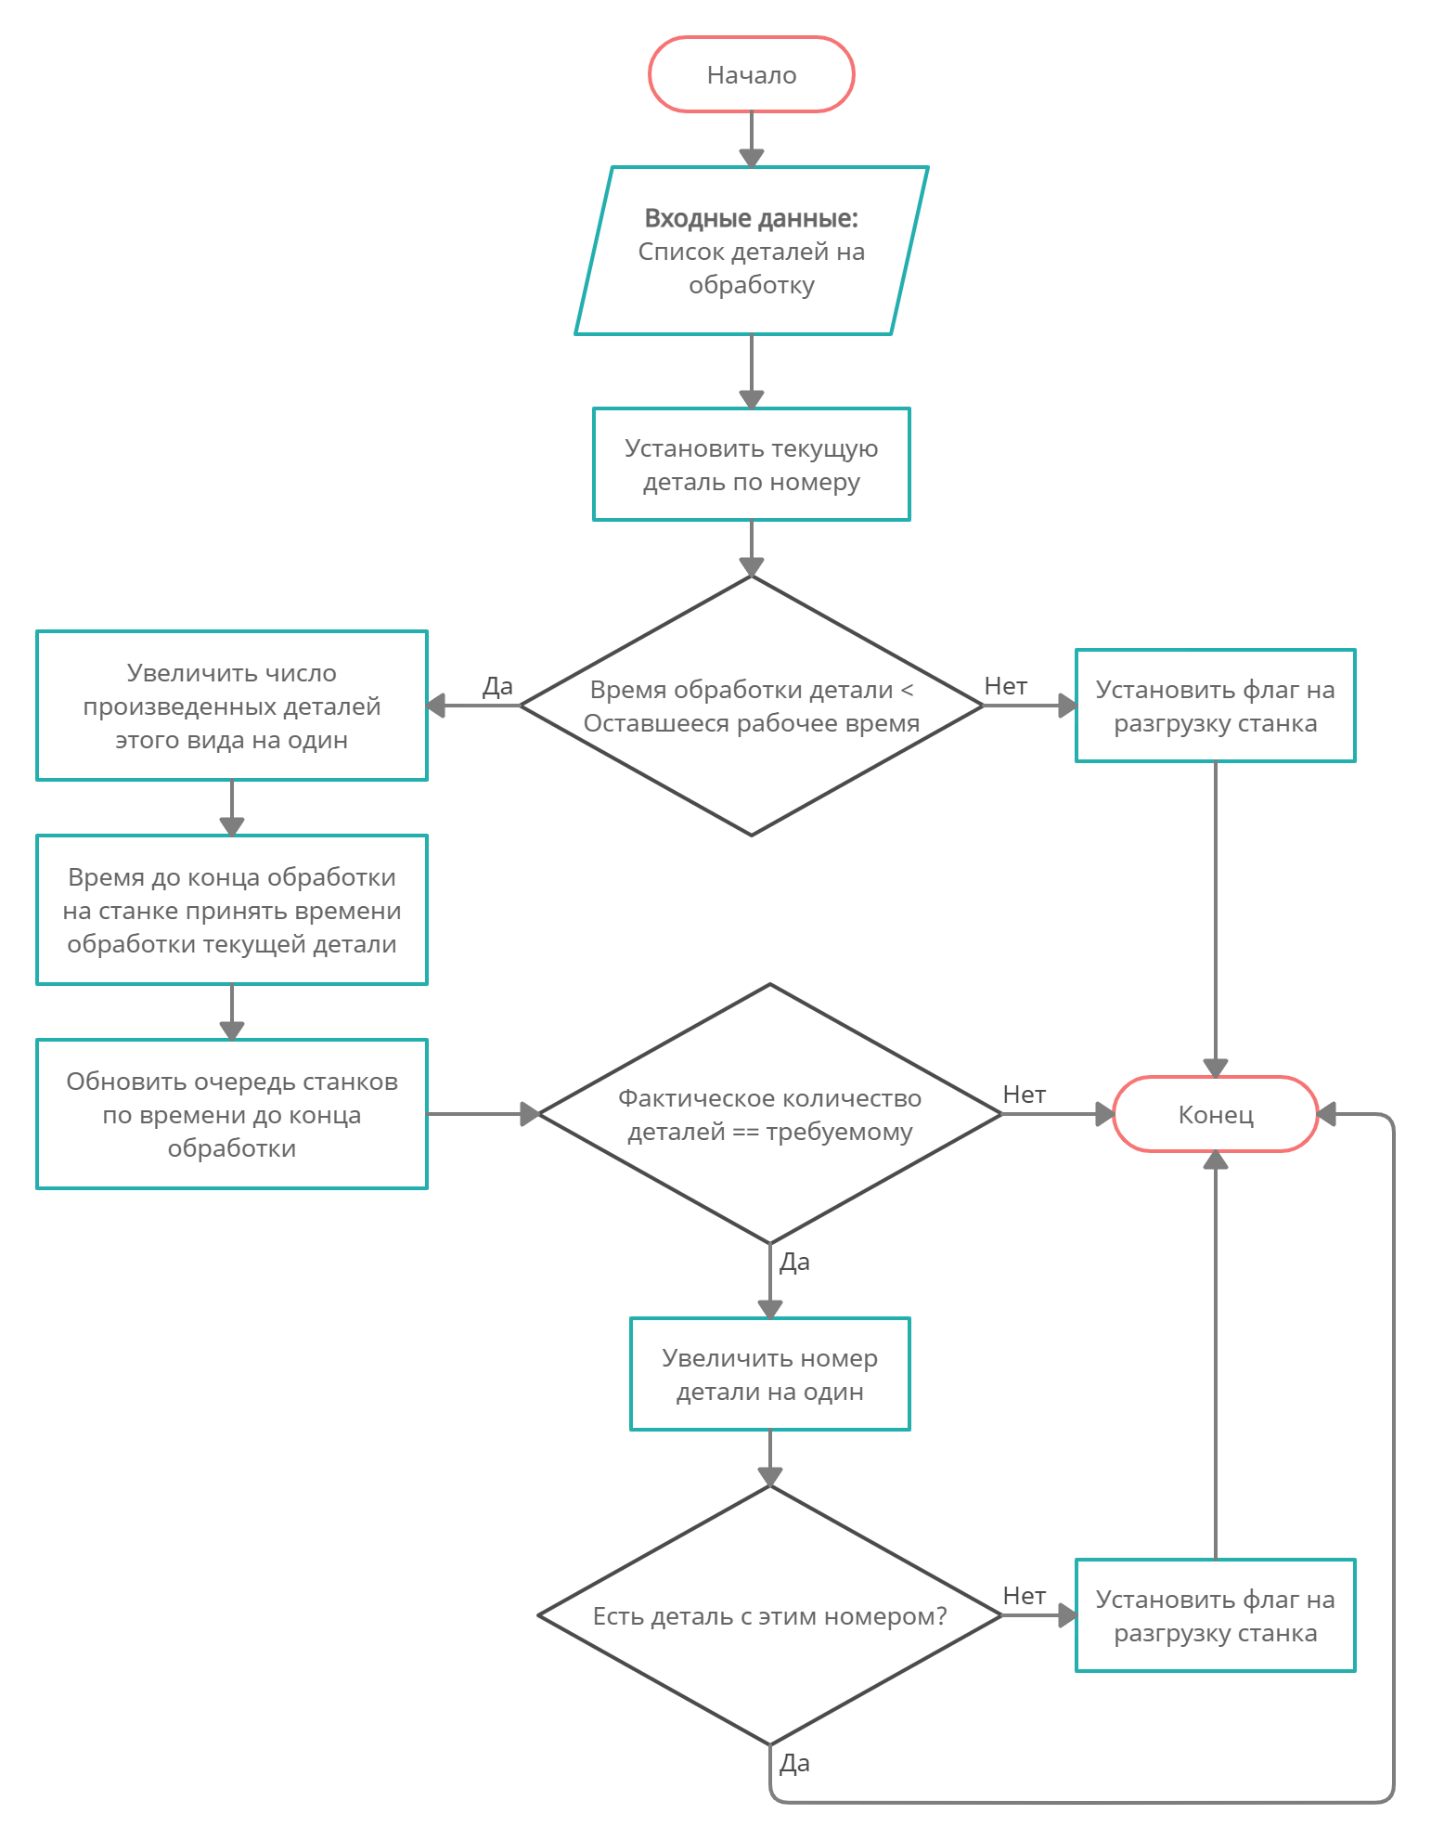 Начало
Входные данные:
Список деталей на
обработку
Установить текущую
деталь по номеру
Время обработки детали <
Оставшееся рабочее время
Да
Нет
Увеличить число
произведенных деталей
этого вида на один
Установить флаг на
разгрузку станка
Время до конца обработки
на станке принять времени
обработки текущей детали
Обновить очередь станков
по времени до конца
обработки
Фактическое количество
деталей == требуемому
Нет
Конец
Да
Увеличить номер
детали на один
Есть деталь с этим номером?
Нет
Установить флаг на
разгрузку станка
Да